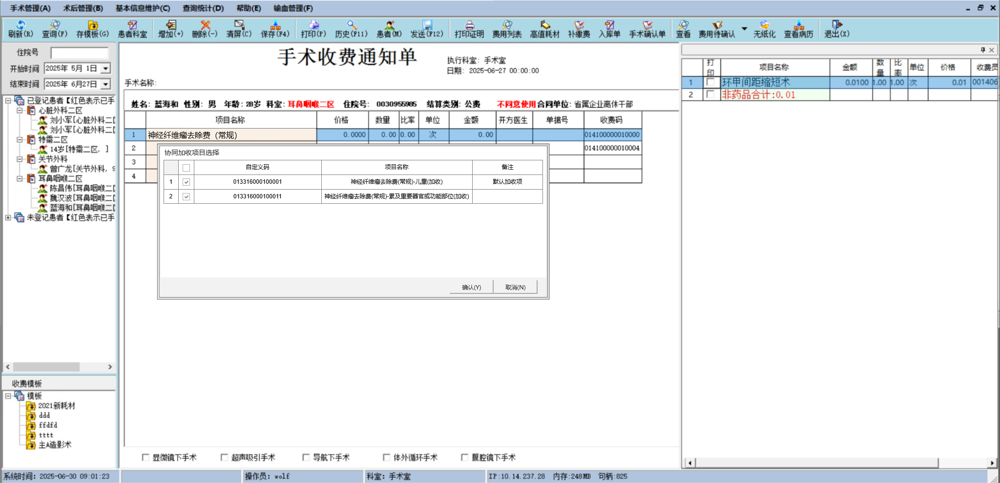 手术管理(A) 术后管理(B) 基本信息维护(C) 查询统计(D) 帮助(E) 输血管理(F)
刷新(R) 查询(F) 存模板(G) 患者科室 增加(+) 删除(-) 清屏(C) 保存(F4) 打印(P) 历史(F11) 患者(M) 发送(F12) 打印证明 费用列表 高值耗材 补缴费 入库单 手术确认单 查看 费用待确认 无纸化 查看病历 退出(X)
住院号
开始时间 2025年 5月 1日
结束时间 2025年 6月27日
已登记患者【红色表示已手
心脏外科二区
刘小军[心脏外科二区
刘小军[心脏外科二区
特需二区
14岁[特需二区, ]
关节外科
曾广龙[关节外科, 9
耳鼻咽喉二区
陈昌伟[耳鼻咽喉二区
魏汉波[耳鼻咽喉二区
蓝海和[耳鼻咽喉二区
未登记患者【红色表示已手
收费模板
模板
2021新耗材
ddd
ffdfd
tttt
主A造影术
手术收费通知单
执行科室: 手术室
日期: 2025-06-27 00:00:00
手术名称:
姓名: 蓝海和 性别: 男 年龄: 28岁 科室: 耳鼻咽喉二区 住院号: 0030955985 结算类别: 公费 不同意使用 合同单位: 省属企业离休干部
项目名称 价格 数量 比率 单位 金额 开方医生 单据号 收费码
1 神经纤维瘤去除费（常规） 0.0000 0.00 0.00 次 0.00 014100000010000
2 014100000010004
3
4
协同加收项目选择
自定义码 项目名称 备注
1 013316000100001 神经纤维瘤去除费(常规)-儿童(加收) 默认加收项
2 013316000100011 神经纤维瘤去除费(常规)-累及重要器官或功能部位(加收)
确认(Y) 取消(N)
显微镜下手术 超声吸引手术 导航下手术 体外循环手术 腹腔镜下手术
打印 项目名称 金额 数量 比率 单位 价格 收费员
1 环甲间距缩短术 0.0100 1.00 1.00 次 0.01 001406
2 非药品合计:0.01
系统时间: 2025-06-30 09:01:23 操作员: wolf 科室: 手术室 IP:10.14.237.28 内存:248MB 句柄:825